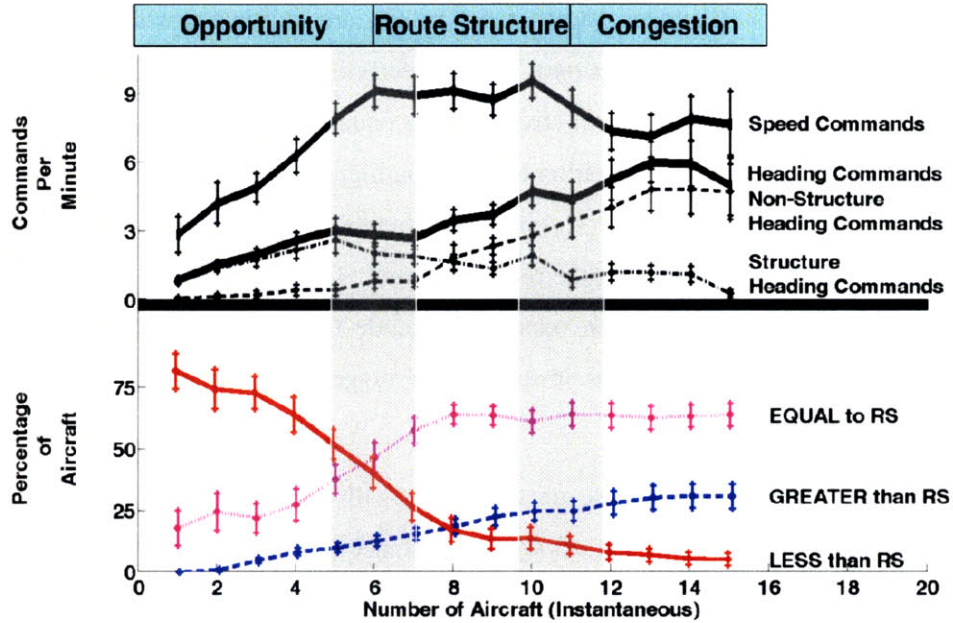 Opportunity Route Structure Congestion
Commands
Per
Minute
9
6
3
0
Speed Commands
Heading Commands
Non-Structure
Heading Commands
Structure
Heading Commands
Percentage
of
Aircraft
75
50
25
0
EQUAL to RS
GREATER than RS
LESS than RS
0 2 4 6 8 10 12 14 16 18 20
Number of Aircraft (Instantaneous)